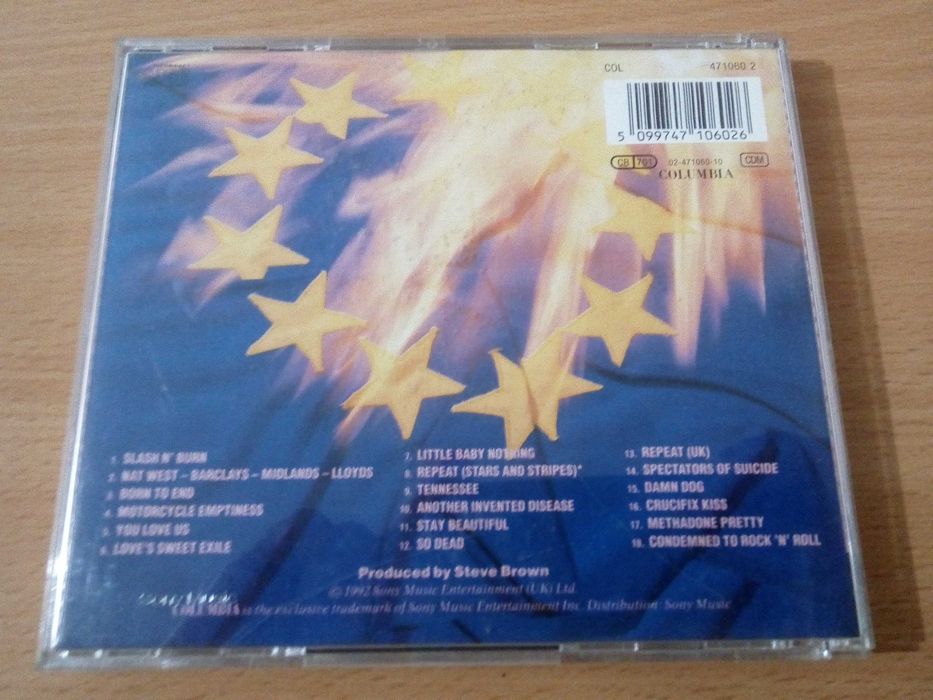 COL 471060 2
5 099747 106026
CB 701 02-471060-10 CDM
COLUMBIA
1. SLASH N' BURN
2. NAT WEST – BARCLAYS – MIDLANDS – LLOYDS
3. BORN TO END
4. MOTORCYCLE EMPTINESS
5. YOU LOVE US
6. LOVE'S SWEET EXILE
7. LITTLE BABY NOTHING
8. REPEAT (STARS AND STRIPES)*
9. TENNESSEE
10. ANOTHER INVENTED DISEASE
11. STAY BEAUTIFUL
12. SO DEAD
13. REPEAT (UK)
14. SPECTATORS OF SUICIDE
15. DAMN DOG
16. CRUCIFIX KISS
17. METHADONE PRETTY
18. CONDEMNED TO ROCK 'N' ROLL
Produced by Steve Brown
© 1992 Sony Music Entertainment (UK) Ltd.
is the exclusive trademark of Sony Music Entertainment Inc. Distribution: Sony Music